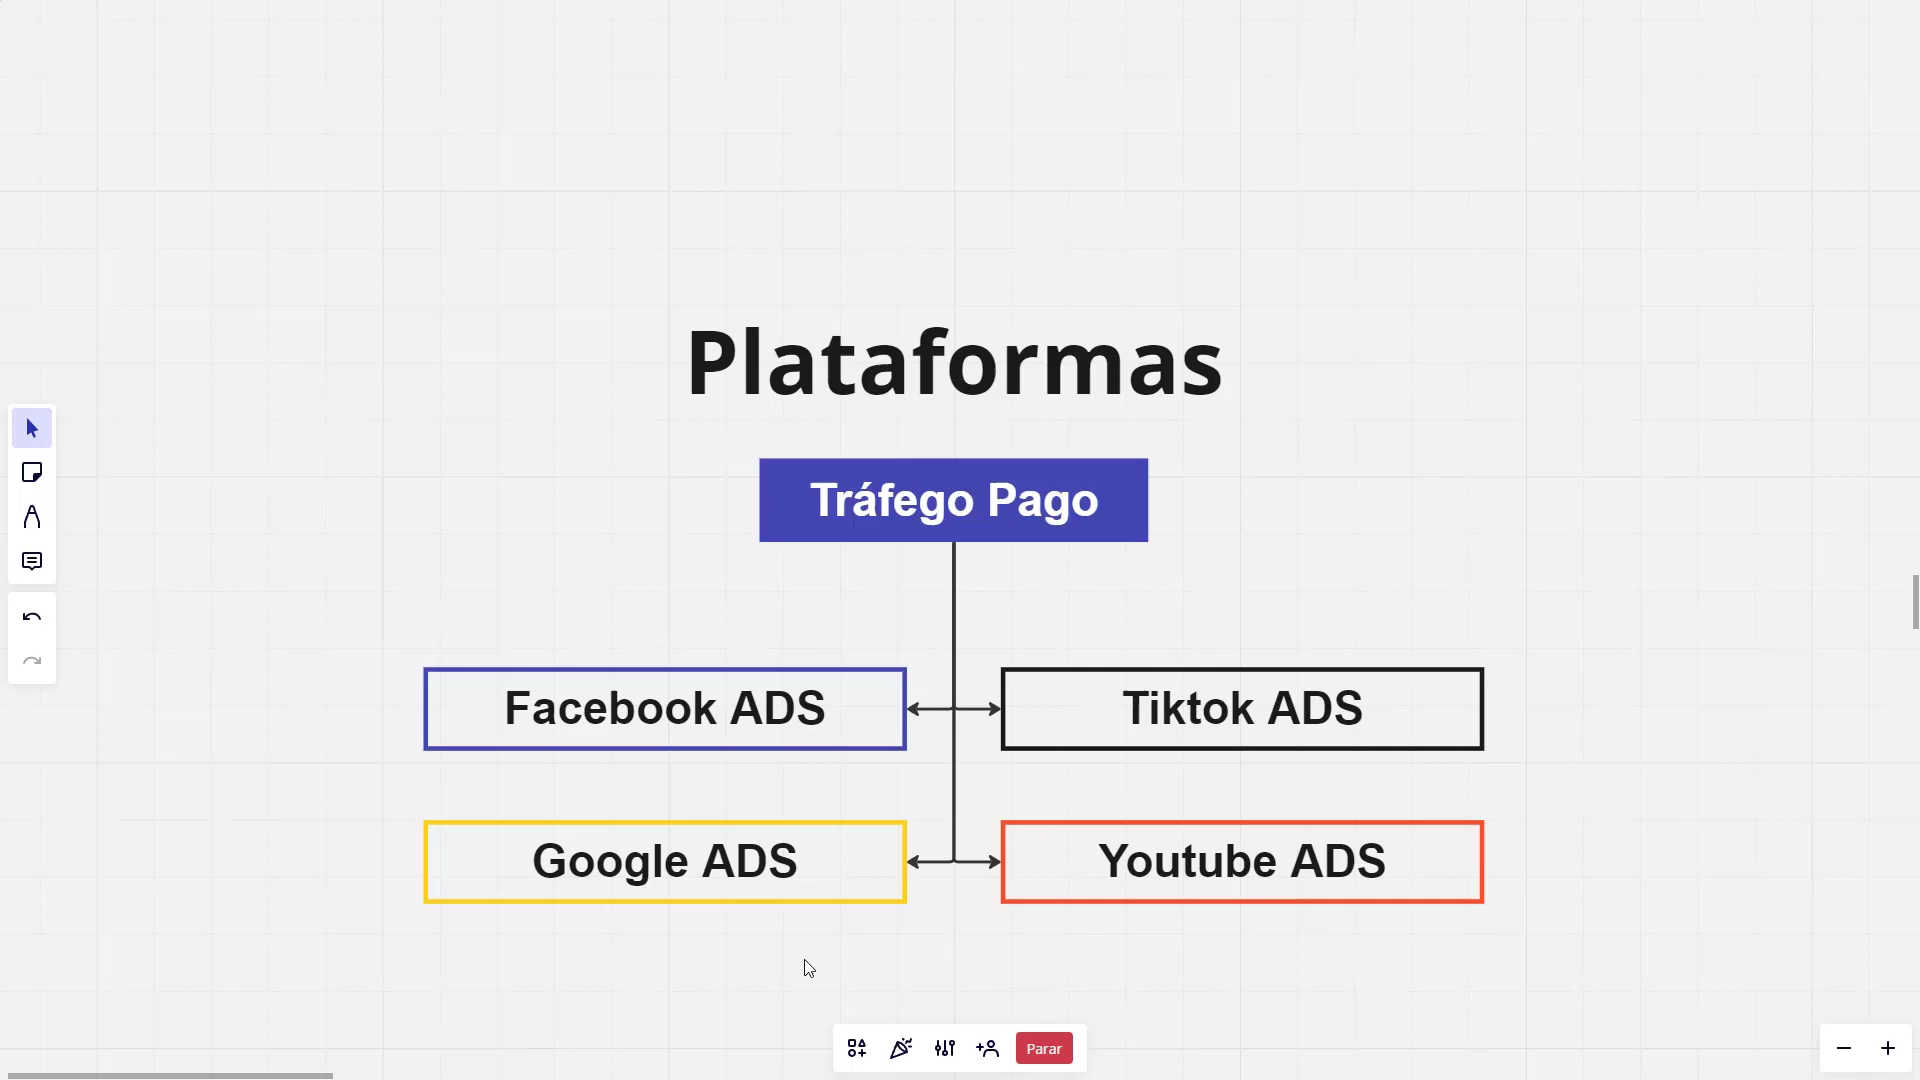 Plataformas
Tráfego Pago
Facebook ADS
Tiktok ADS
Google ADS
Youtube ADS
Parar